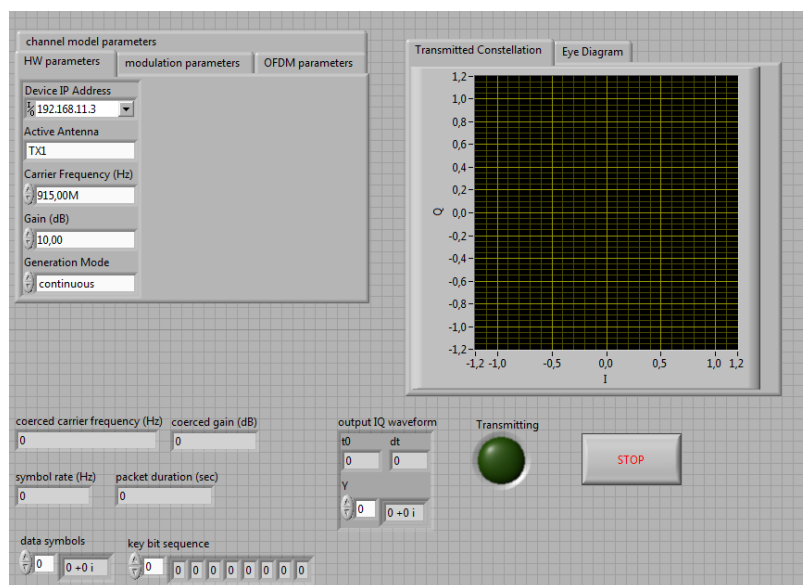 channel model parameters
HW parameters modulation parameters OFDM parameters
Device IP Address
192.168.11.3
Active Antenna
TX1
Carrier Frequency (Hz)
915,00M
Gain (dB)
10,00
Generation Mode
continuous
Transmitted Constellation Eye Diagram
1,2
1,0
0,8
0,6
0,4
0,2
0,0
-0,2
-0,4
-0,6
-0,8
-1,0
-1,2
Q
-1,2 -1,0 -0,5 0,0 0,5 1,0 1,2
I
coerced carrier frequency (Hz) coerced gain (dB)
0 0
symbol rate (Hz) packet duration (sec)
0 0
data symbols key bit sequence
0 0 +0 i 0 0 0 0 0 0 0 0 0
output IQ waveform
t0 dt
0 0
Y
0 0 +0 i
Transmitting
STOP